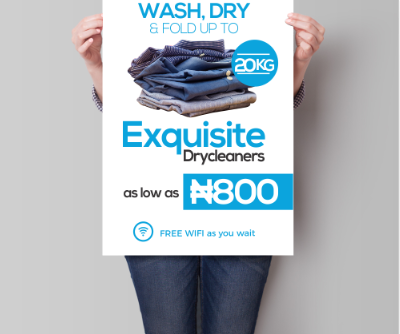 WASH, DRY
& FOLD UP TO
20KG
Exquisite
Drycleaners
as low as ₦800
FREE WIFI as you wait